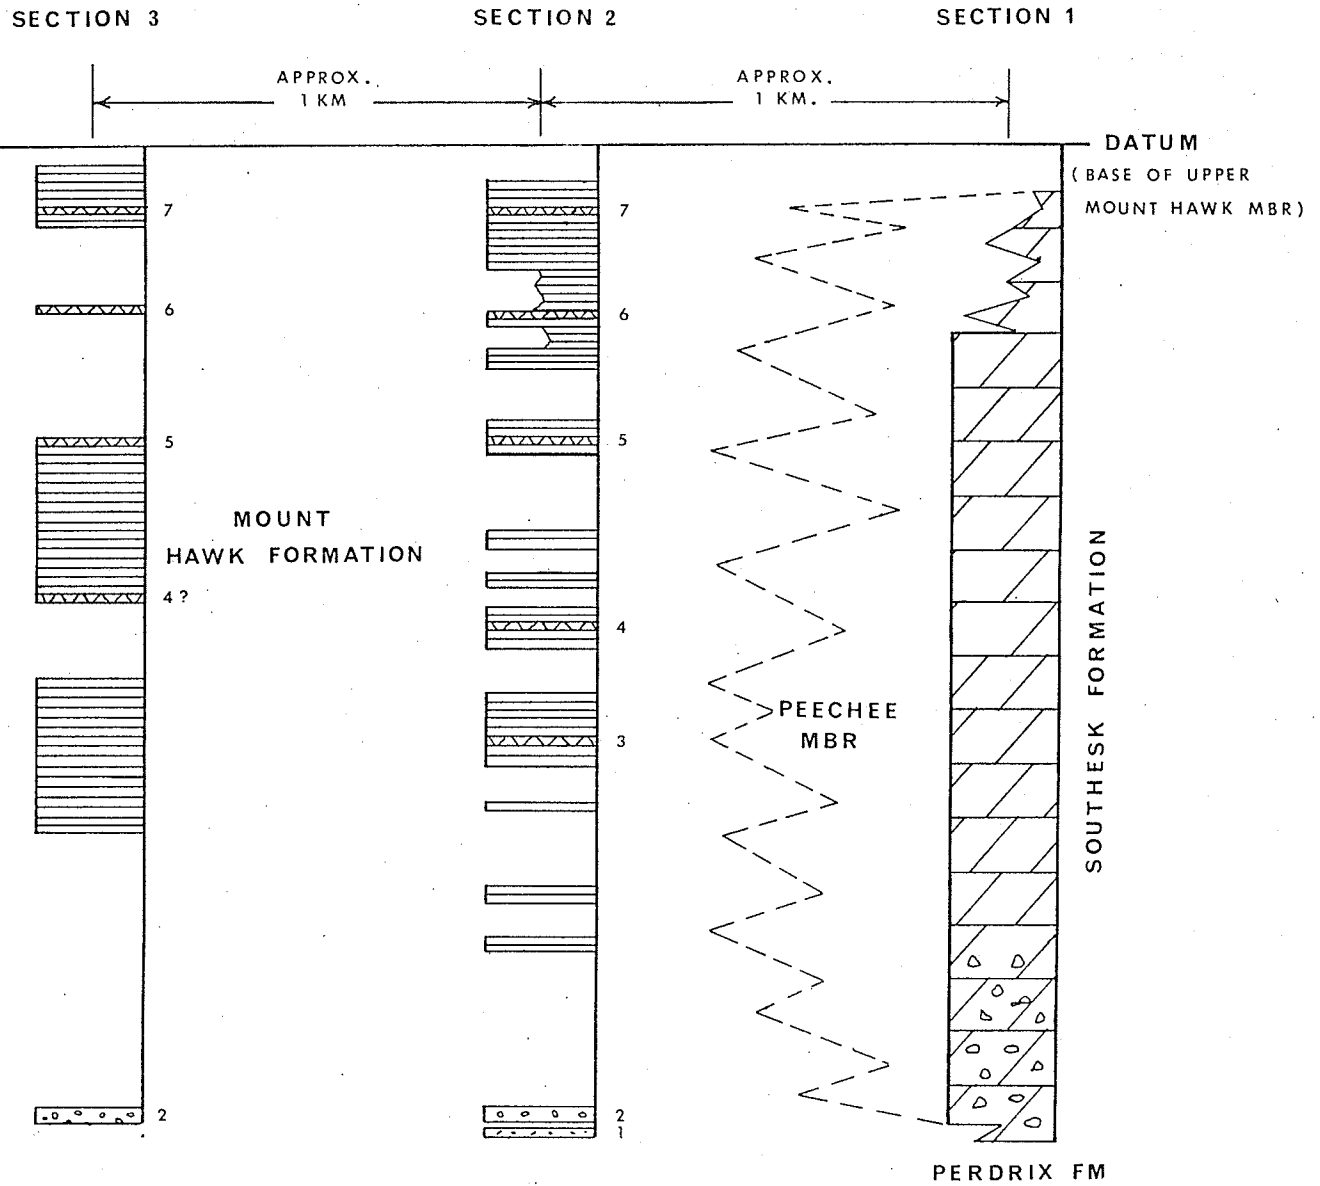 SECTION 3
SECTION 2
SECTION 1
APPROX.
1 KM
APPROX.
1 KM.
DATUM
(BASE OF UPPER
MOUNT HAWK MBR)
7
6
5
4?
2
MOUNT
HAWK FORMATION
7
6
5
4
3
2
1
PEECHEE
MBR
SOUTHESK FORMATION
PERDRIX FM